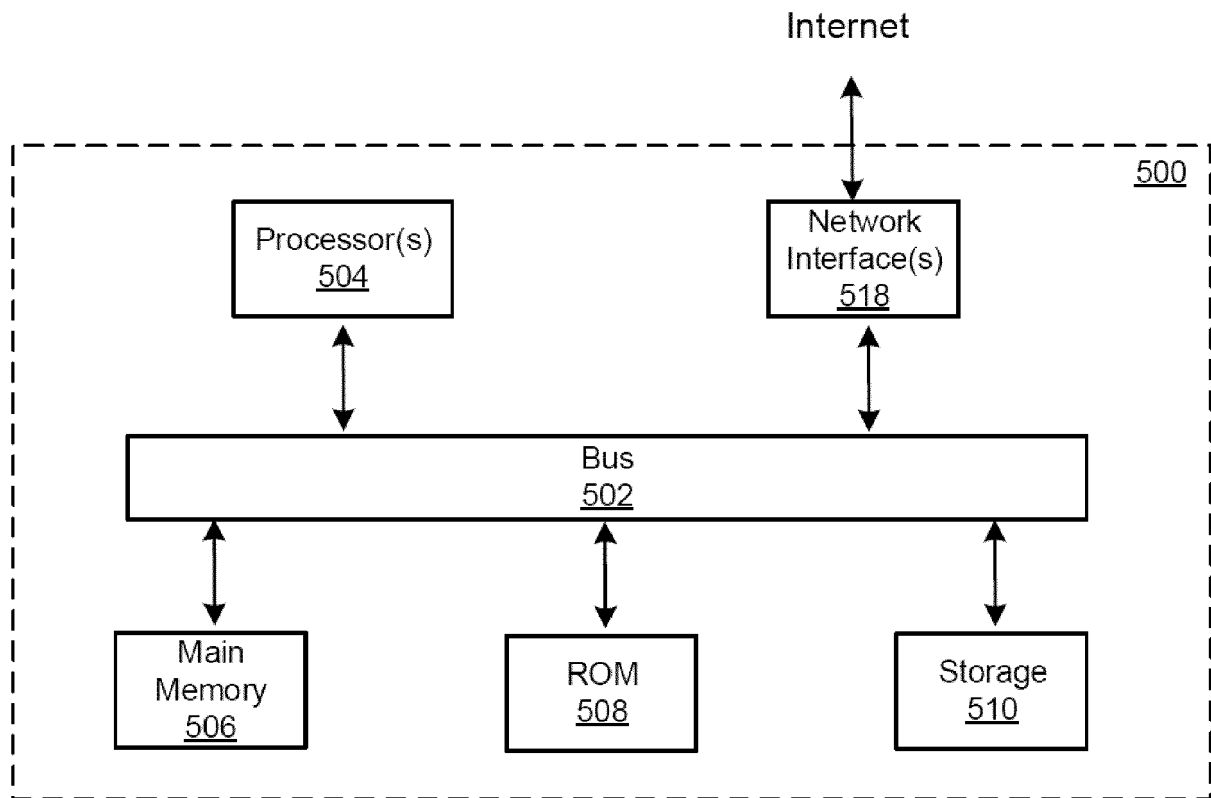 Internet
500
Processor(s)
504
Network
Interface(s)
518
Bus
502
Main
Memory
506
ROM
508
Storage
510